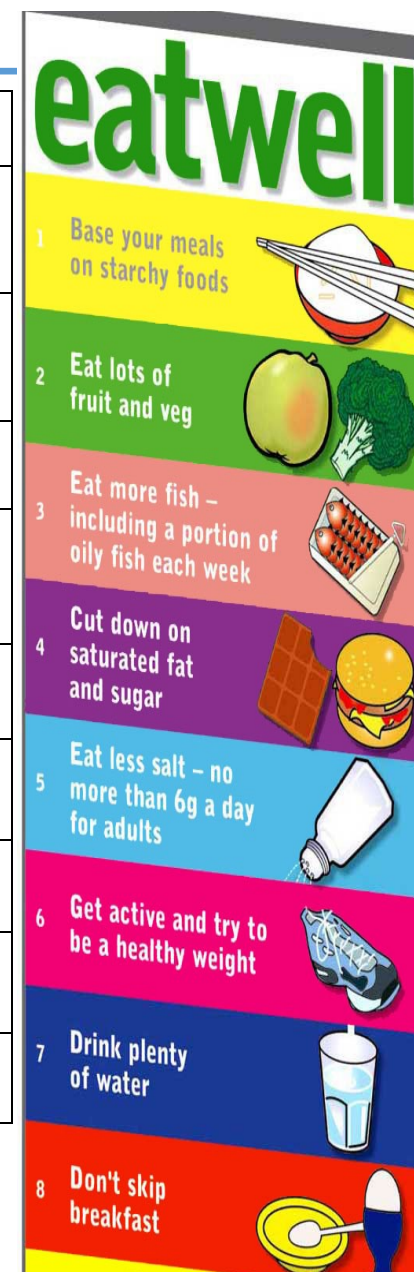 eatwell
1 Base your meals
on starchy foods
2 Eat lots of
fruit and veg
3 Eat more fish –
including a portion of
oily fish each week
4 Cut down on
saturated fat
and sugar
5 Eat less salt – no
more than 6g a day
for adults
6 Get active and try to
be a healthy weight
7 Drink plenty
of water
8 Don't skip
breakfast